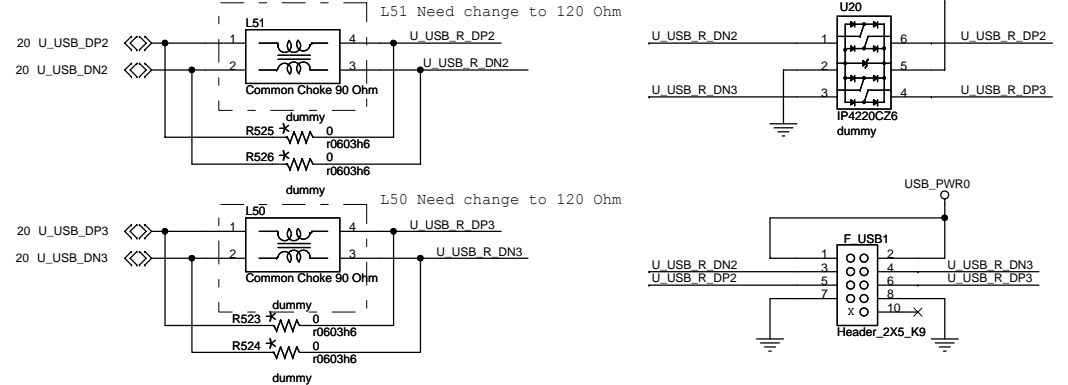 L51 Need change to 120 Ohm
L51
20 U_USB_DP2
1
4
U_USB_R_DP2
20 U_USB_DN2
2
3
U_USB_R_DN2
Common Choke 90 Ohm
dummy
R525
0
r0603h6
R526
0
r0603h6
dummy
L50 Need change to 120 Ohm
L50
20 U_USB_DP3
1
4
U_USB_R_DP3
20 U_USB_DN3
2
3
U_USB_R_DN3
Common Choke 90 Ohm
dummy
R523
0
r0603h6
R524
0
r0603h6
dummy
U20
U_USB_R_DN2
1
6
U_USB_R_DP2
2
5
U_USB_R_DN3
3
4
U_USB_R_DP3
IP4220CZ6
dummy
USB_PWR0
F_USB1
1
2
U_USB_R_DN2
3
4
U_USB_R_DN3
U_USB_R_DP2
5
6
U_USB_R_DP3
7
8
X
10
Header_2X5_K9